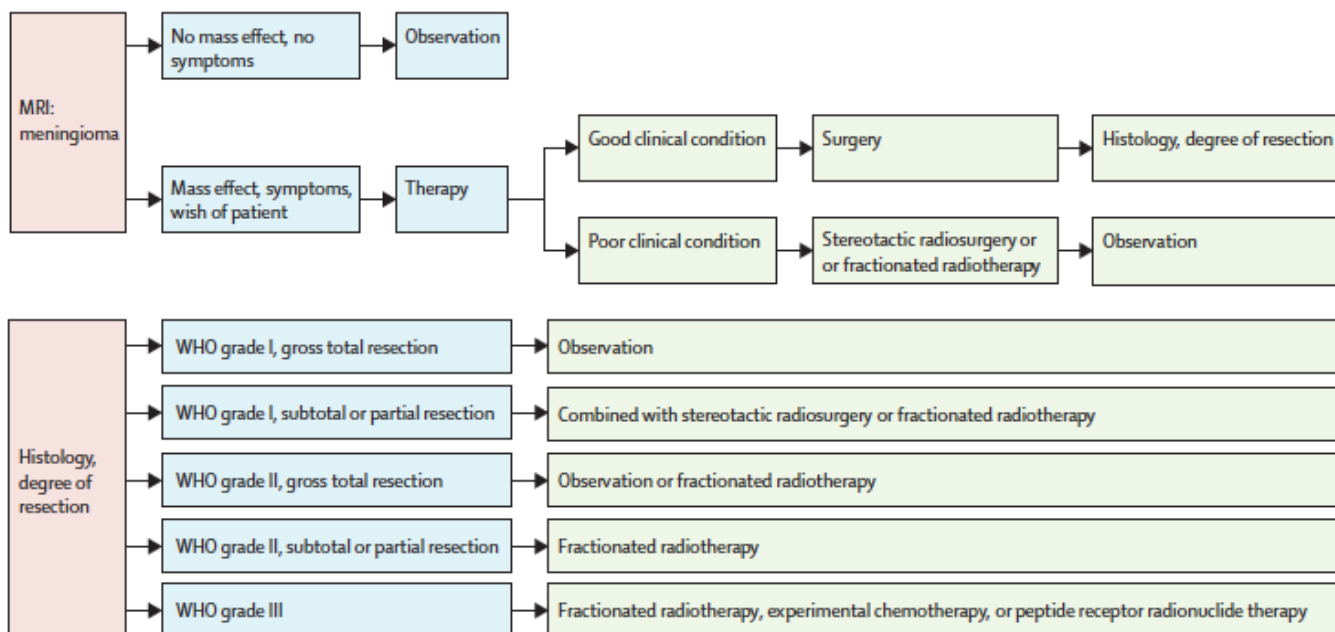 No mass effect, no
symptoms
Observation
MRI:
meningioma
Good clinical condition
Surgery
Histology, degree of resection
Mass effect, symptoms,
wish of patient
Therapy
Poor clinical condition
Stereotactic radiosurgery or
or fractionated radiotherapy
Observation
Histology,
degree of
resection
WHO grade I, gross total resection
Observation
WHO grade I, subtotal or partial resection
Combined with stereotactic radiosurgery or fractionated radiotherapy
WHO grade II, gross total resection
Observation or fractionated radiotherapy
WHO grade II, subtotal or partial resection
Fractionated radiotherapy
WHO grade III
Fractionated radiotherapy, experimental chemotherapy, or peptide receptor radionuclide therapy